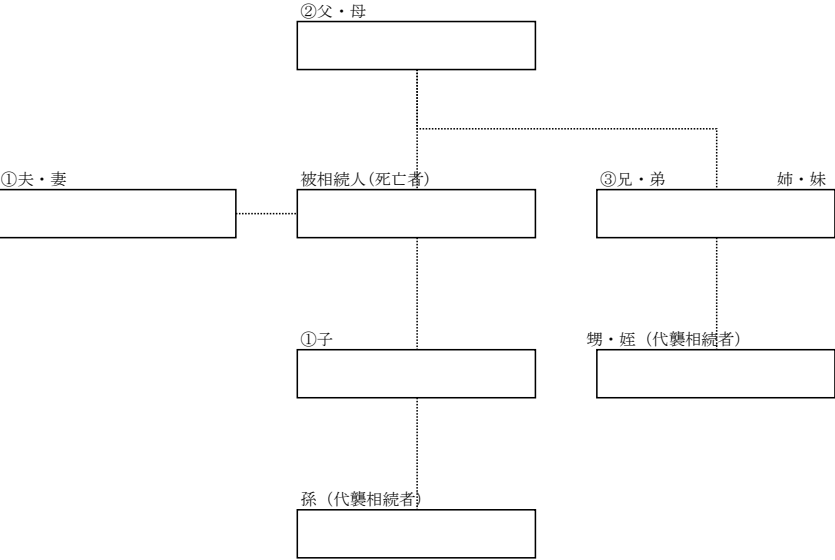 ②父・母
①夫・妻
被相続人(死亡者)
③兄・弟 姉・妹
①子
甥・姪(代襲相続者)
孫(代襲相続者)